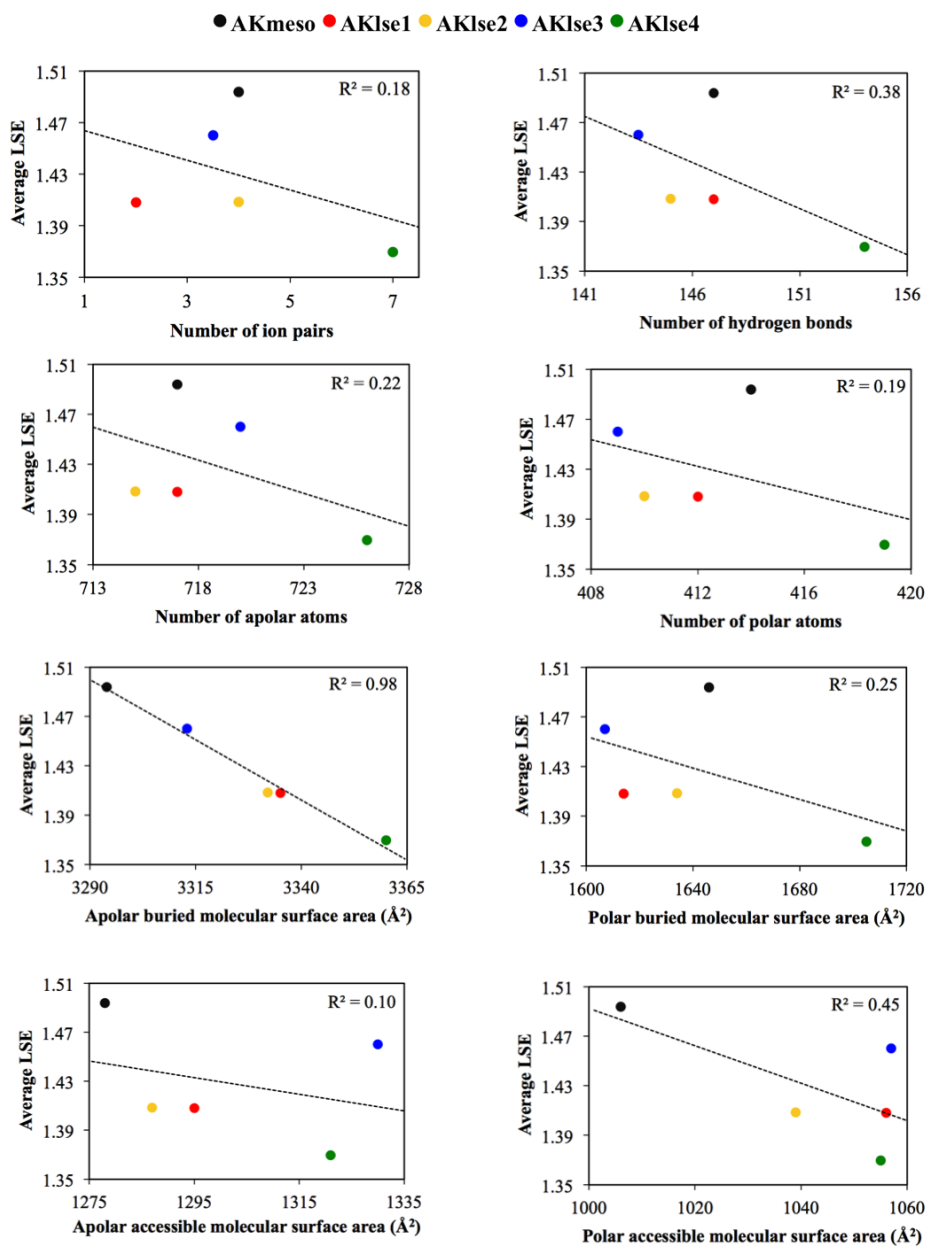 AKmeso AKlse1 AKlse2 AKlse3 AKlse4
1.51
1.47
1.43
1.39
1.35
Average LSE
R² = 0.18
1 3 5 7
Number of ion pairs
1.51
1.47
1.43
1.39
1.35
Average LSE
R² = 0.38
141 146 151 156
Number of hydrogen bonds
1.51
1.47
1.43
1.39
1.35
Average LSE
R² = 0.22
713 718 723 728
Number of apolar atoms
1.51
1.47
1.43
1.39
1.35
Average LSE
R² = 0.19
408 412 416 420
Number of polar atoms
1.51
1.47
1.43
1.39
1.35
Average LSE
R² = 0.98
3290 3315 3340 3365
Apolar buried molecular surface area (Å²)
1.51
1.47
1.43
1.39
1.35
Average LSE
R² = 0.25
1600 1640 1680 1720
Polar buried molecular surface area (Å²)
1.51
1.47
1.43
1.39
1.35
Average LSE
R² = 0.10
1275 1295 1315 1335
Apolar accessible molecular surface area (Å²)
1.51
1.47
1.43
1.39
1.35
Average LSE
R² = 0.45
1000 1020 1040 1060
Polar accessible molecular surface area (Å²)